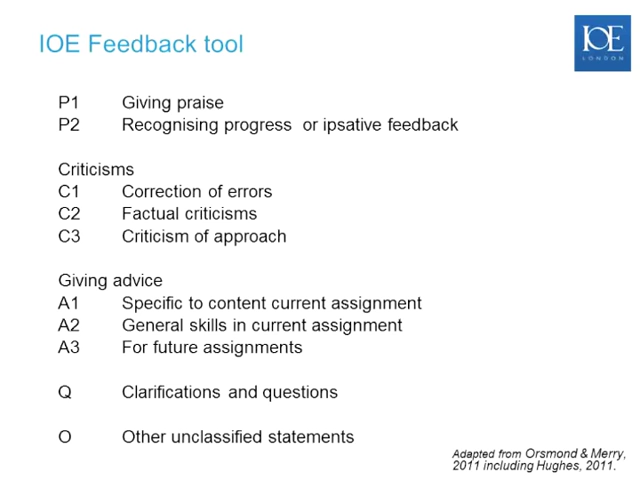 IOE Feedback tool
IOE
LONDON
P1 Giving praise
P2 Recognising progress or ipsative feedback
Criticisms
C1 Correction of errors
C2 Factual criticisms
C3 Criticism of approach
Giving advice
A1 Specific to content current assignment
A2 General skills in current assignment
A3 For future assignments
Q Clarifications and questions
O Other unclassified statements
Adapted from Orsmond & Merry,
2011 including Hughes, 2011.